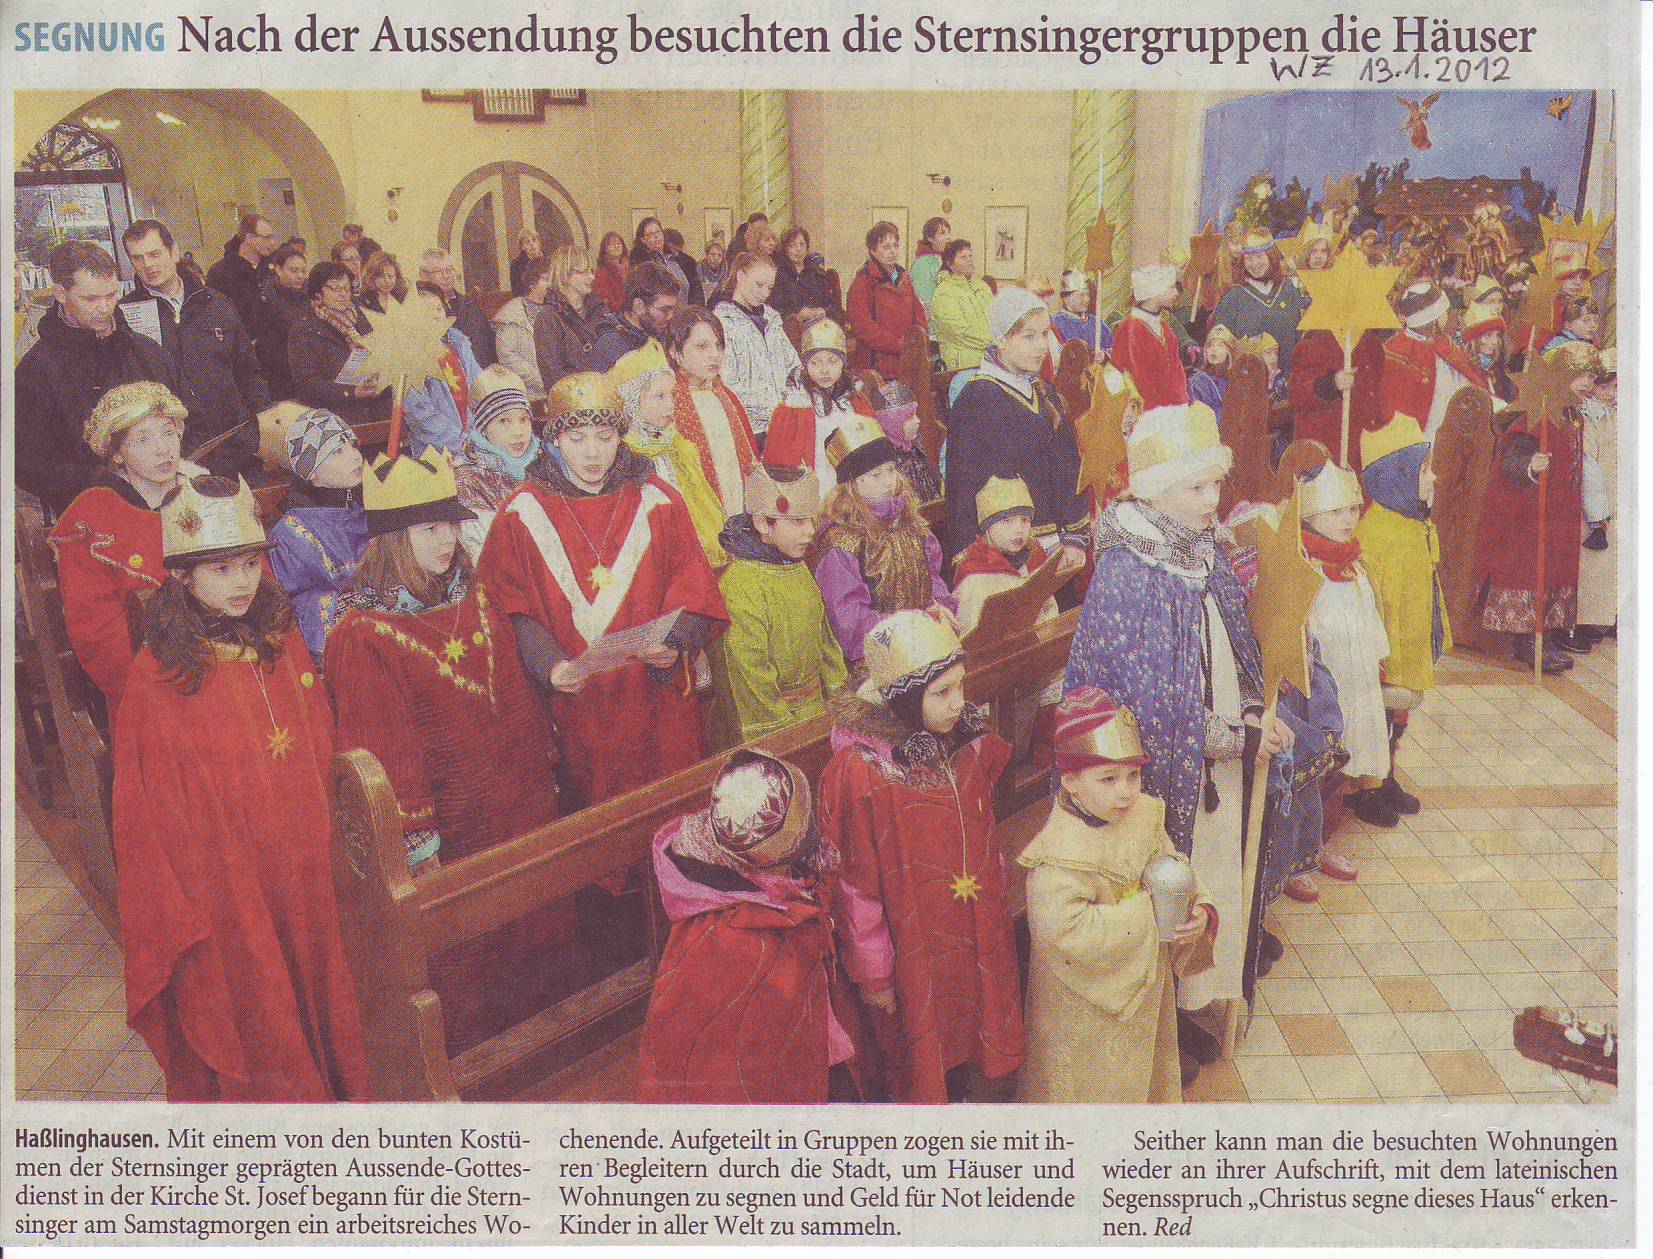 SEGNUNG Nach der Aussendung besuchten die Sternsingergruppen die Häuser
WZ 13.1.2012
Haßlinghausen. Mit einem von den bunten Kostü-
men der Sternsinger geprägten Aussende-Gottes-
dienst in der Kirche St. Josef begann für die Stern-
singer am Samstagmorgen ein arbeitsreiches Wo-
chenende. Aufgeteilt in Gruppen zogen sie mit ih-
ren Begleitern durch die Stadt, um Häuser und
Wohnungen zu segnen und Geld für Not leidende
Kinder in aller Welt zu sammeln.
Seither kann man die besuchten Wohnungen
wieder an ihrer Aufschrift, mit dem lateinischen
Segensspruch „Christus segne dieses Haus“ erken-
nen. Red